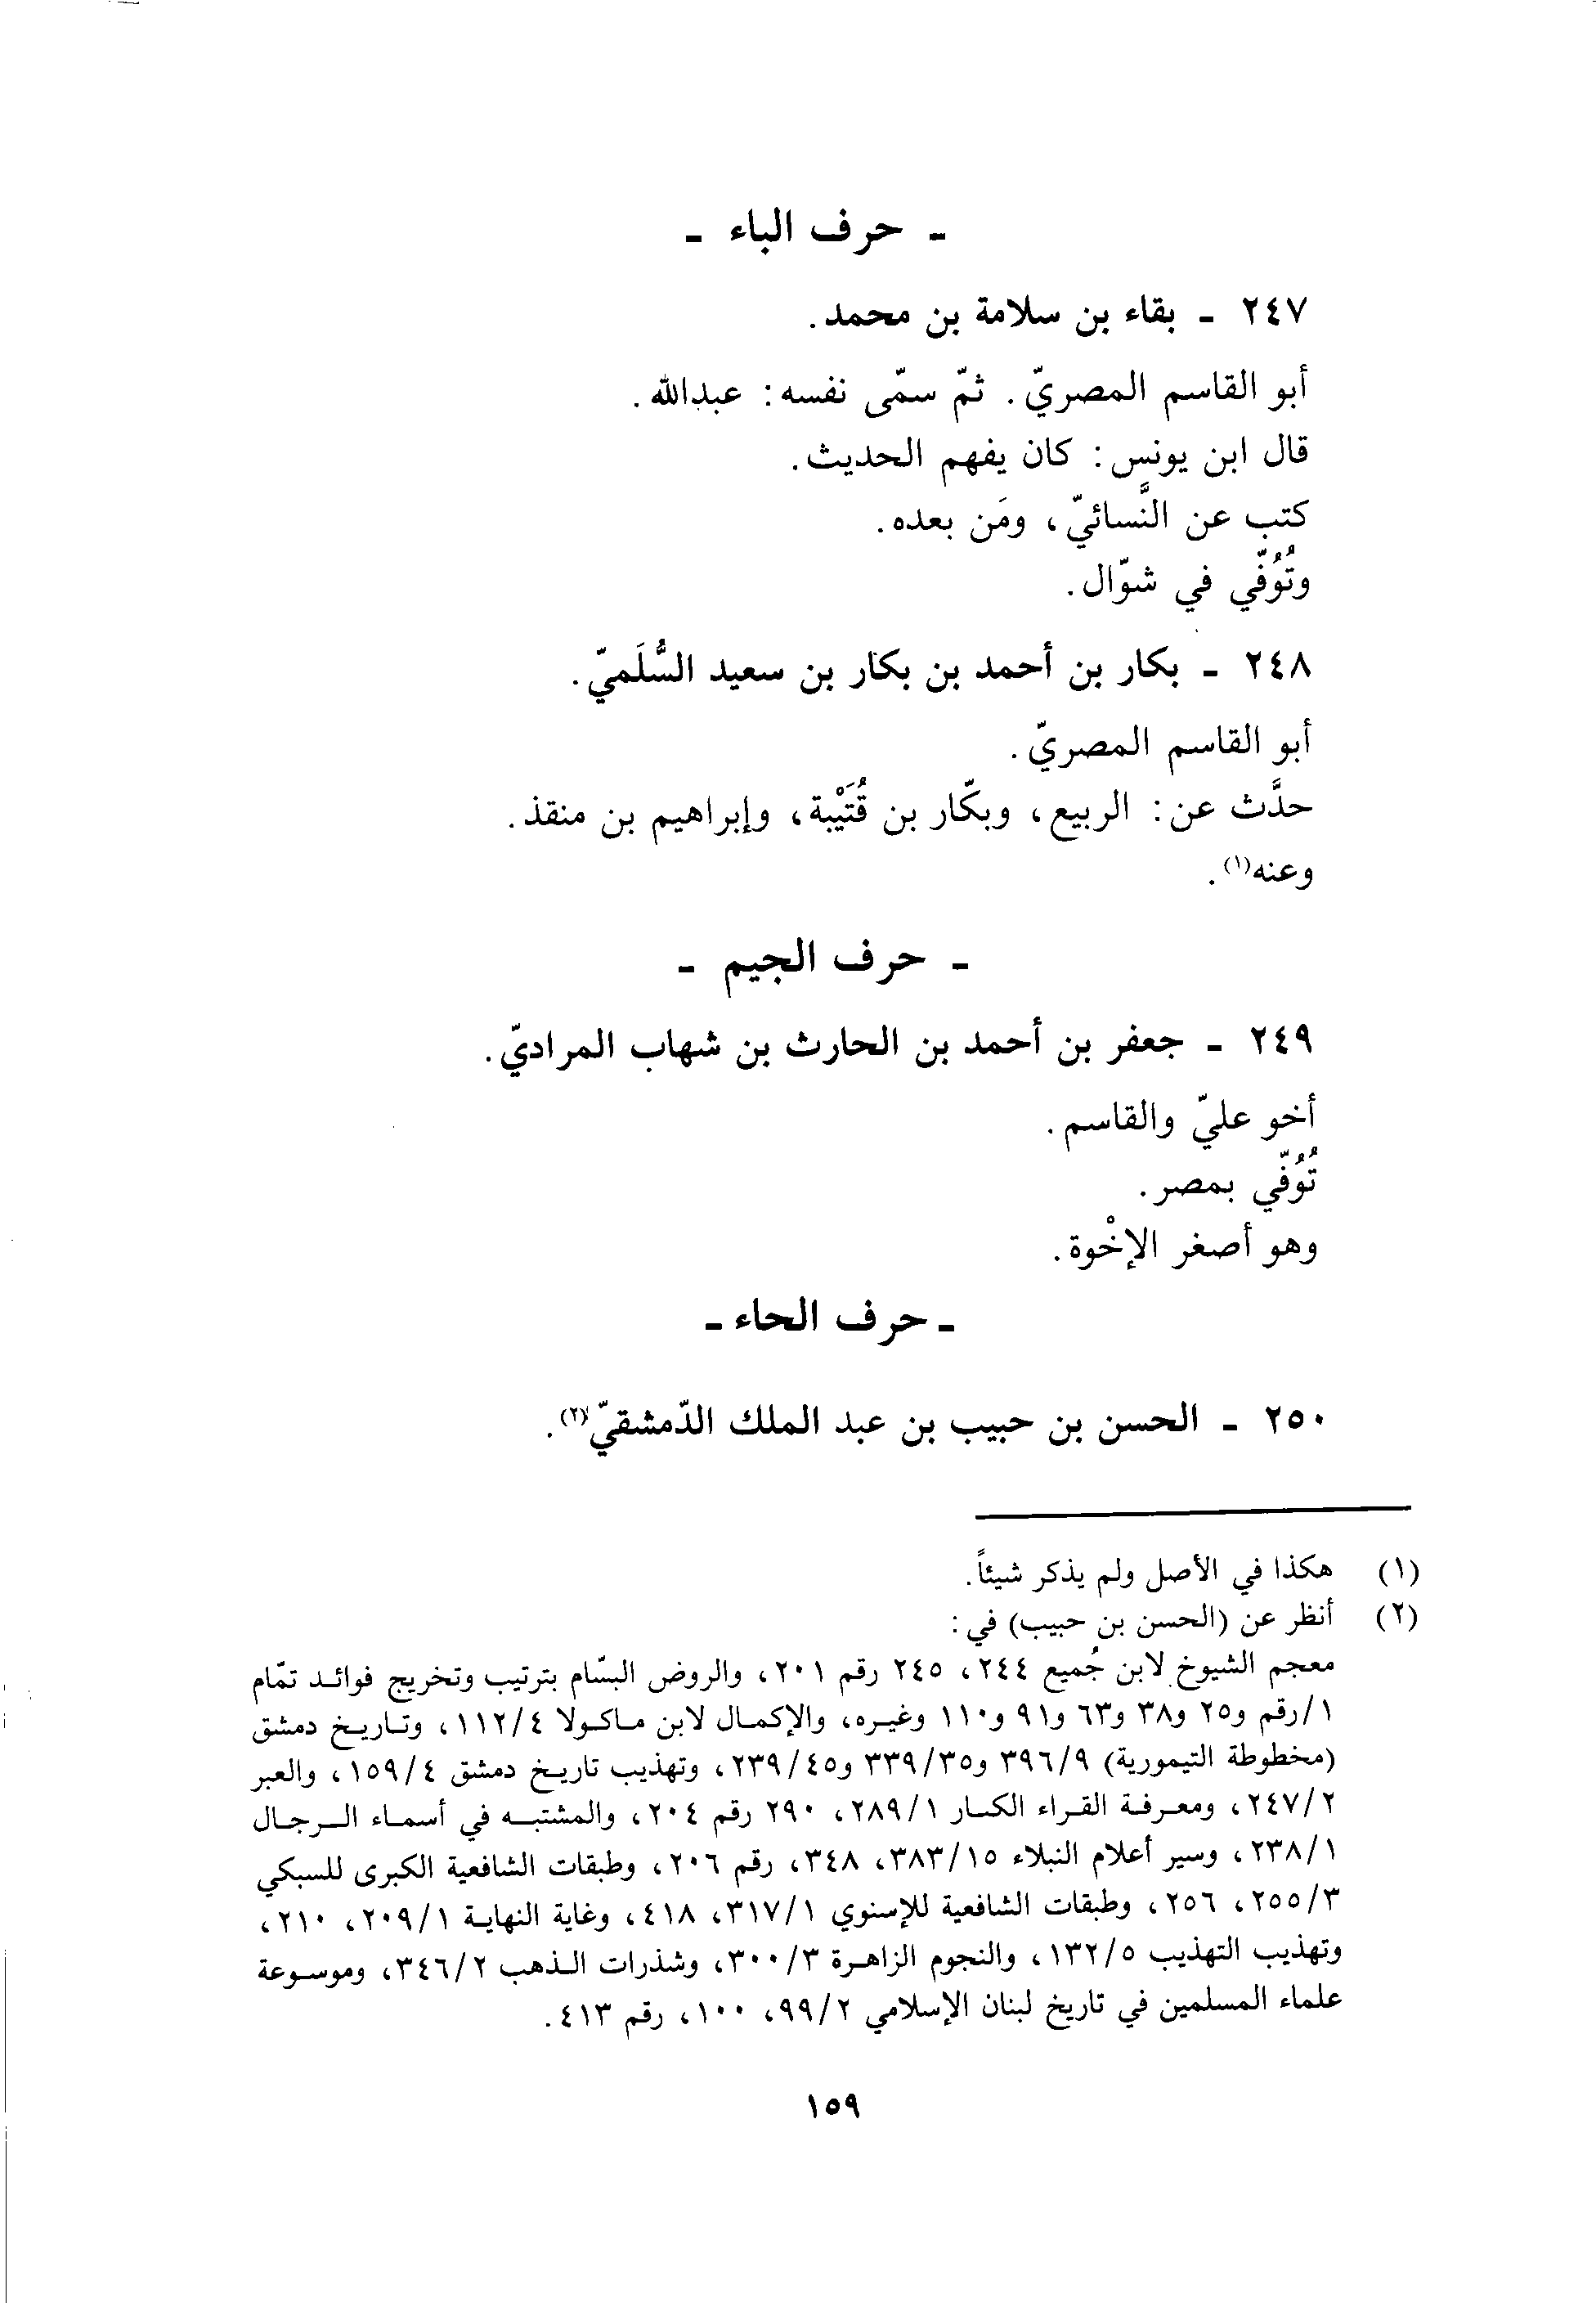 - حرف الباء -
٢٤٧ - بقاء بن سلامة بن محمد.
أبو القاسم المصريّ. ثمّ سمّى نفسه: عبدالله.
قال ابن يونس: كان يفهم الحديث.
كتب عن النَّسائيّ، ومَن بعده.
وتُوُفّي في شوّال.
٢٤٨ - بكار بن أحمد بن بكار بن سعيد السُّلَميّ.
أبو القاسم المصريّ.
حدَّث عن: الربيع، وبكّار بن قُتَيْبة، وإبراهيم بن منقذ.
وعنه(١).
- حرف الجيم -
٢٤٩ - جعفر بن أحمد بن الحارث بن شهاب المراديّ.
أخو عليّ والقاسم.
تُوُفّي بمصر.
وهو أصغر الإخْوة.
- حرف الحاء -
٢٥٠ - الحسن بن حبيب بن عبد الملك الدّمشقيّ(٢).
(١) هكذا في الأصل ولم يذكر شيئاً.
(٢) أنظر عن (الحسن بن حبيب) في:
معجم الشيوخ لابن جُميع ٢٤٤، ٢٤٥ رقم ٢٠١، والروض البسّام بترتيب وتخريج فوائد تمّام
١/رقم و٢٥ و٣٨ و٦٣ و٩١ و١١٠ وغيره، والإكمال لابن ماكولا ١١٢/٤، وتاريخ دمشق
(مخطوطة التيمورية) ٣٩٦/٩ و٣٣٩/٣٥ و٢٣٩/٤٥، وتهذيب تاريخ دمشق ١٥٩/٤، والعبر
٢٤٧/٢، ومعرفة القراء الكبار ٢٨٩/١، ٢٩٠ رقم ٢٠٤، والمشتبه في أسماء الرجال
٢٣٨/١، وسير أعلام النبلاء ٣٨٣/١٥، ٣٤٨، رقم ٢٠٦، وطبقات الشافعية الكبرى للسبكي
٢٥٥/٣، ٢٥٦، وطبقات الشافعية للإسنوي ٣١٧/١، ٤١٨، وغاية النهاية ٢٠٩/١، ٢١٠،
وتهذيب التهذيب ١٣٢/٥، والنجوم الزاهرة ٣٠٠/٣، وشذرات الذهب ٣٤٦/٢، وموسوعة
علماء المسلمين في تاريخ لبنان الإسلامي ٩٩/٢، ١٠٠، رقم ٤١٣.
١٥٩